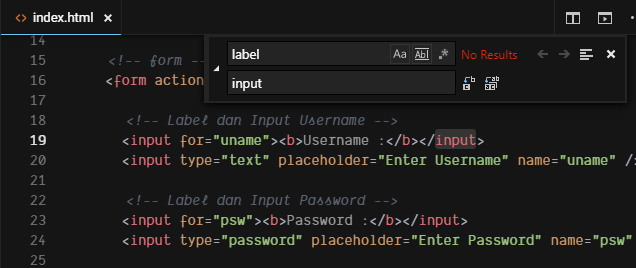 index.html
14
label Aa Ab| .* No Results
input
15 <!-- form --
16 <form action
17
18 <!-- Label dan Input Username -->
19 <input for="uname"><b>Username :</b></input>
20 <input type="text" placeholder="Enter Username" name="uname" /
21
22 <!-- Label dan Input Password -->
23 <input for="psw"><b>Password :</b></input>
24 <input type="password" placeholder="Enter Password" name="psw"
25